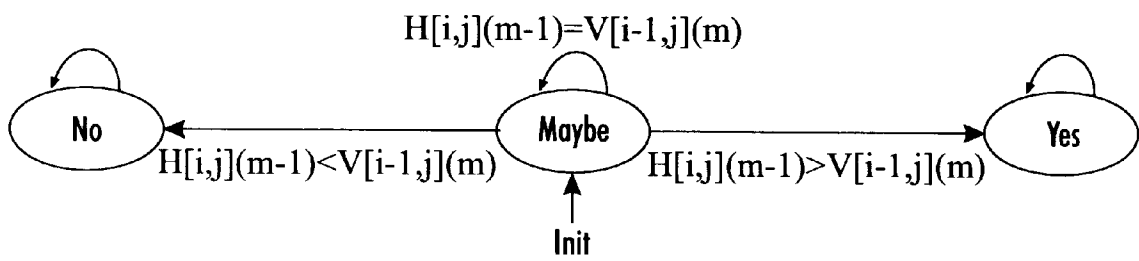 H[i,j](m-1)=V[i-1,j](m)
No
Maybe
Yes
H[i,j](m-1)<V[i-1,j](m)
H[i,j](m-1)>V[i-1,j](m)
Init